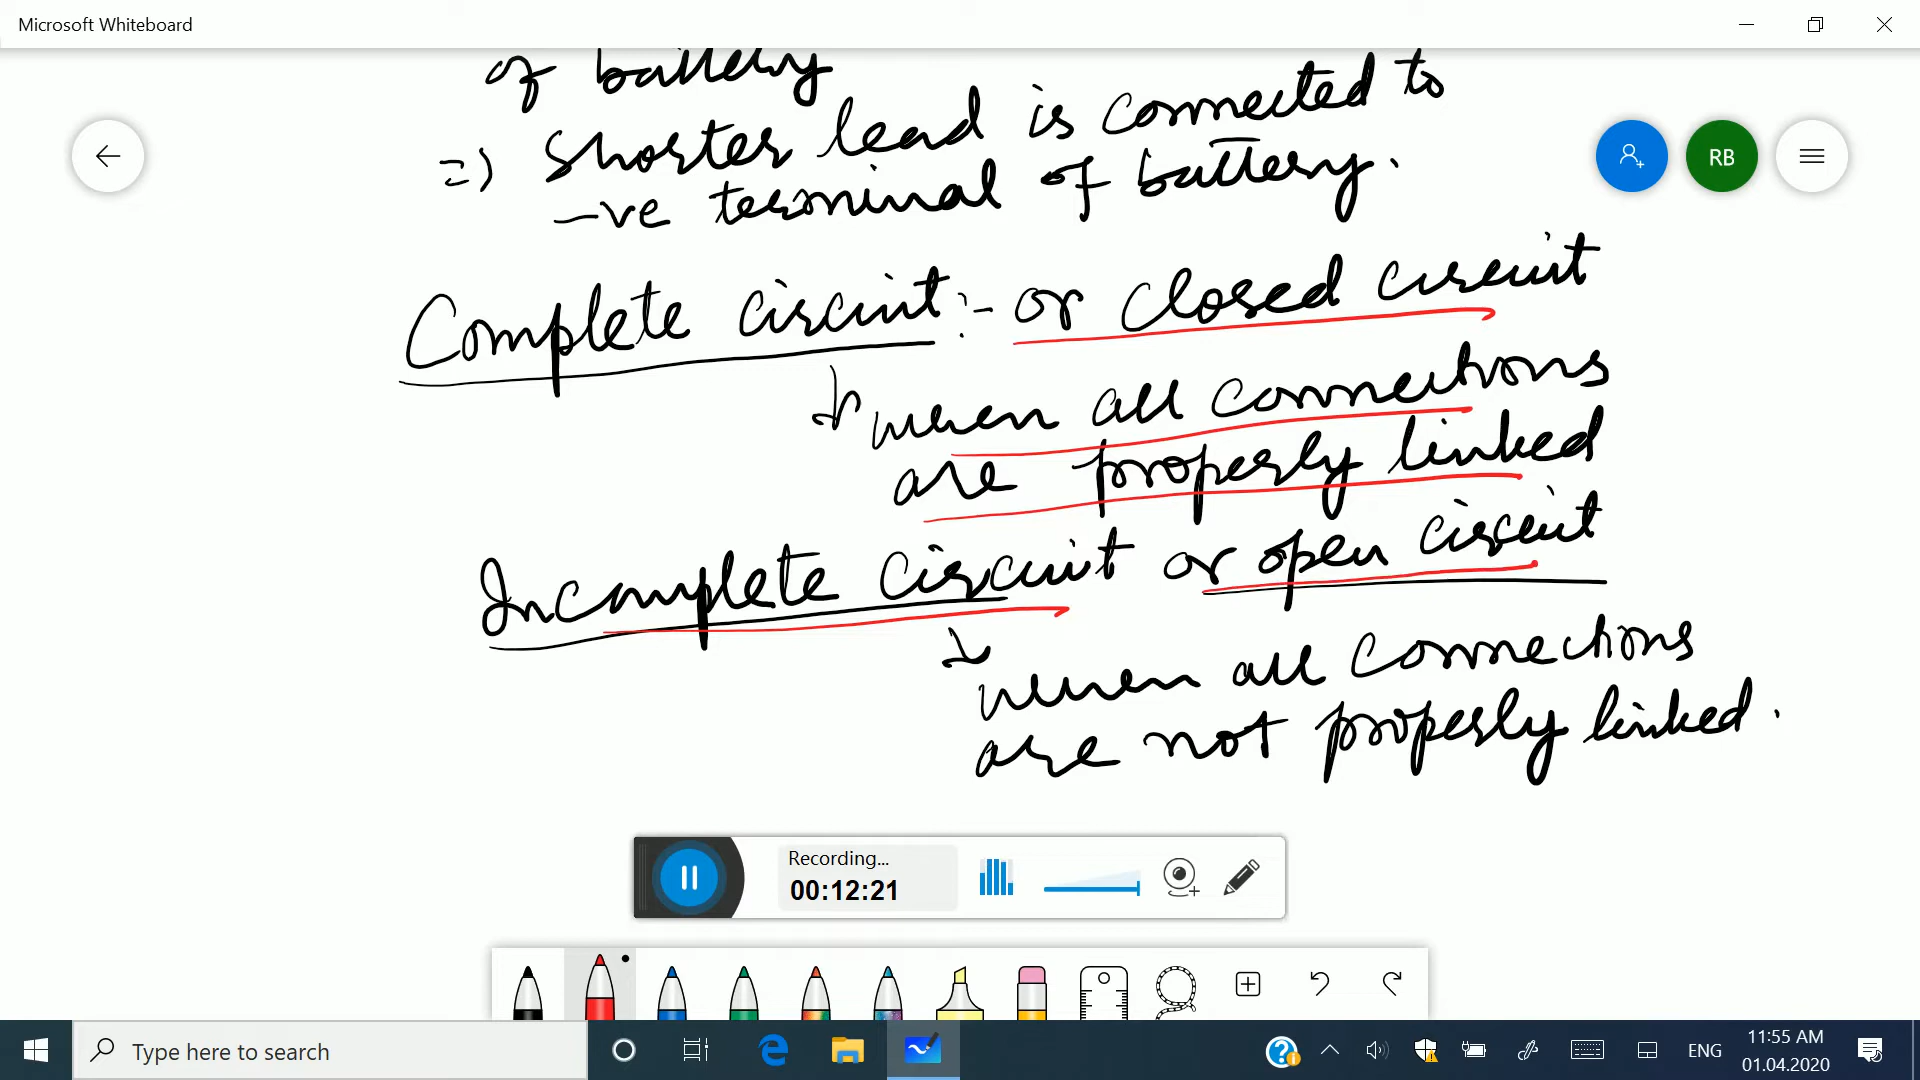 Microsoft Whiteboard
of battery
=) Shorter lead is connected to
-ve terminal of battery.
RB
Complete circuit :- or closed circuit
when all connections
are properly linked
Incomplete circuit or open circuit
when all connections
are not properly linked.
Recording...
00:12:21
Type here to search
ENG
11:55 AM
01.04.2020